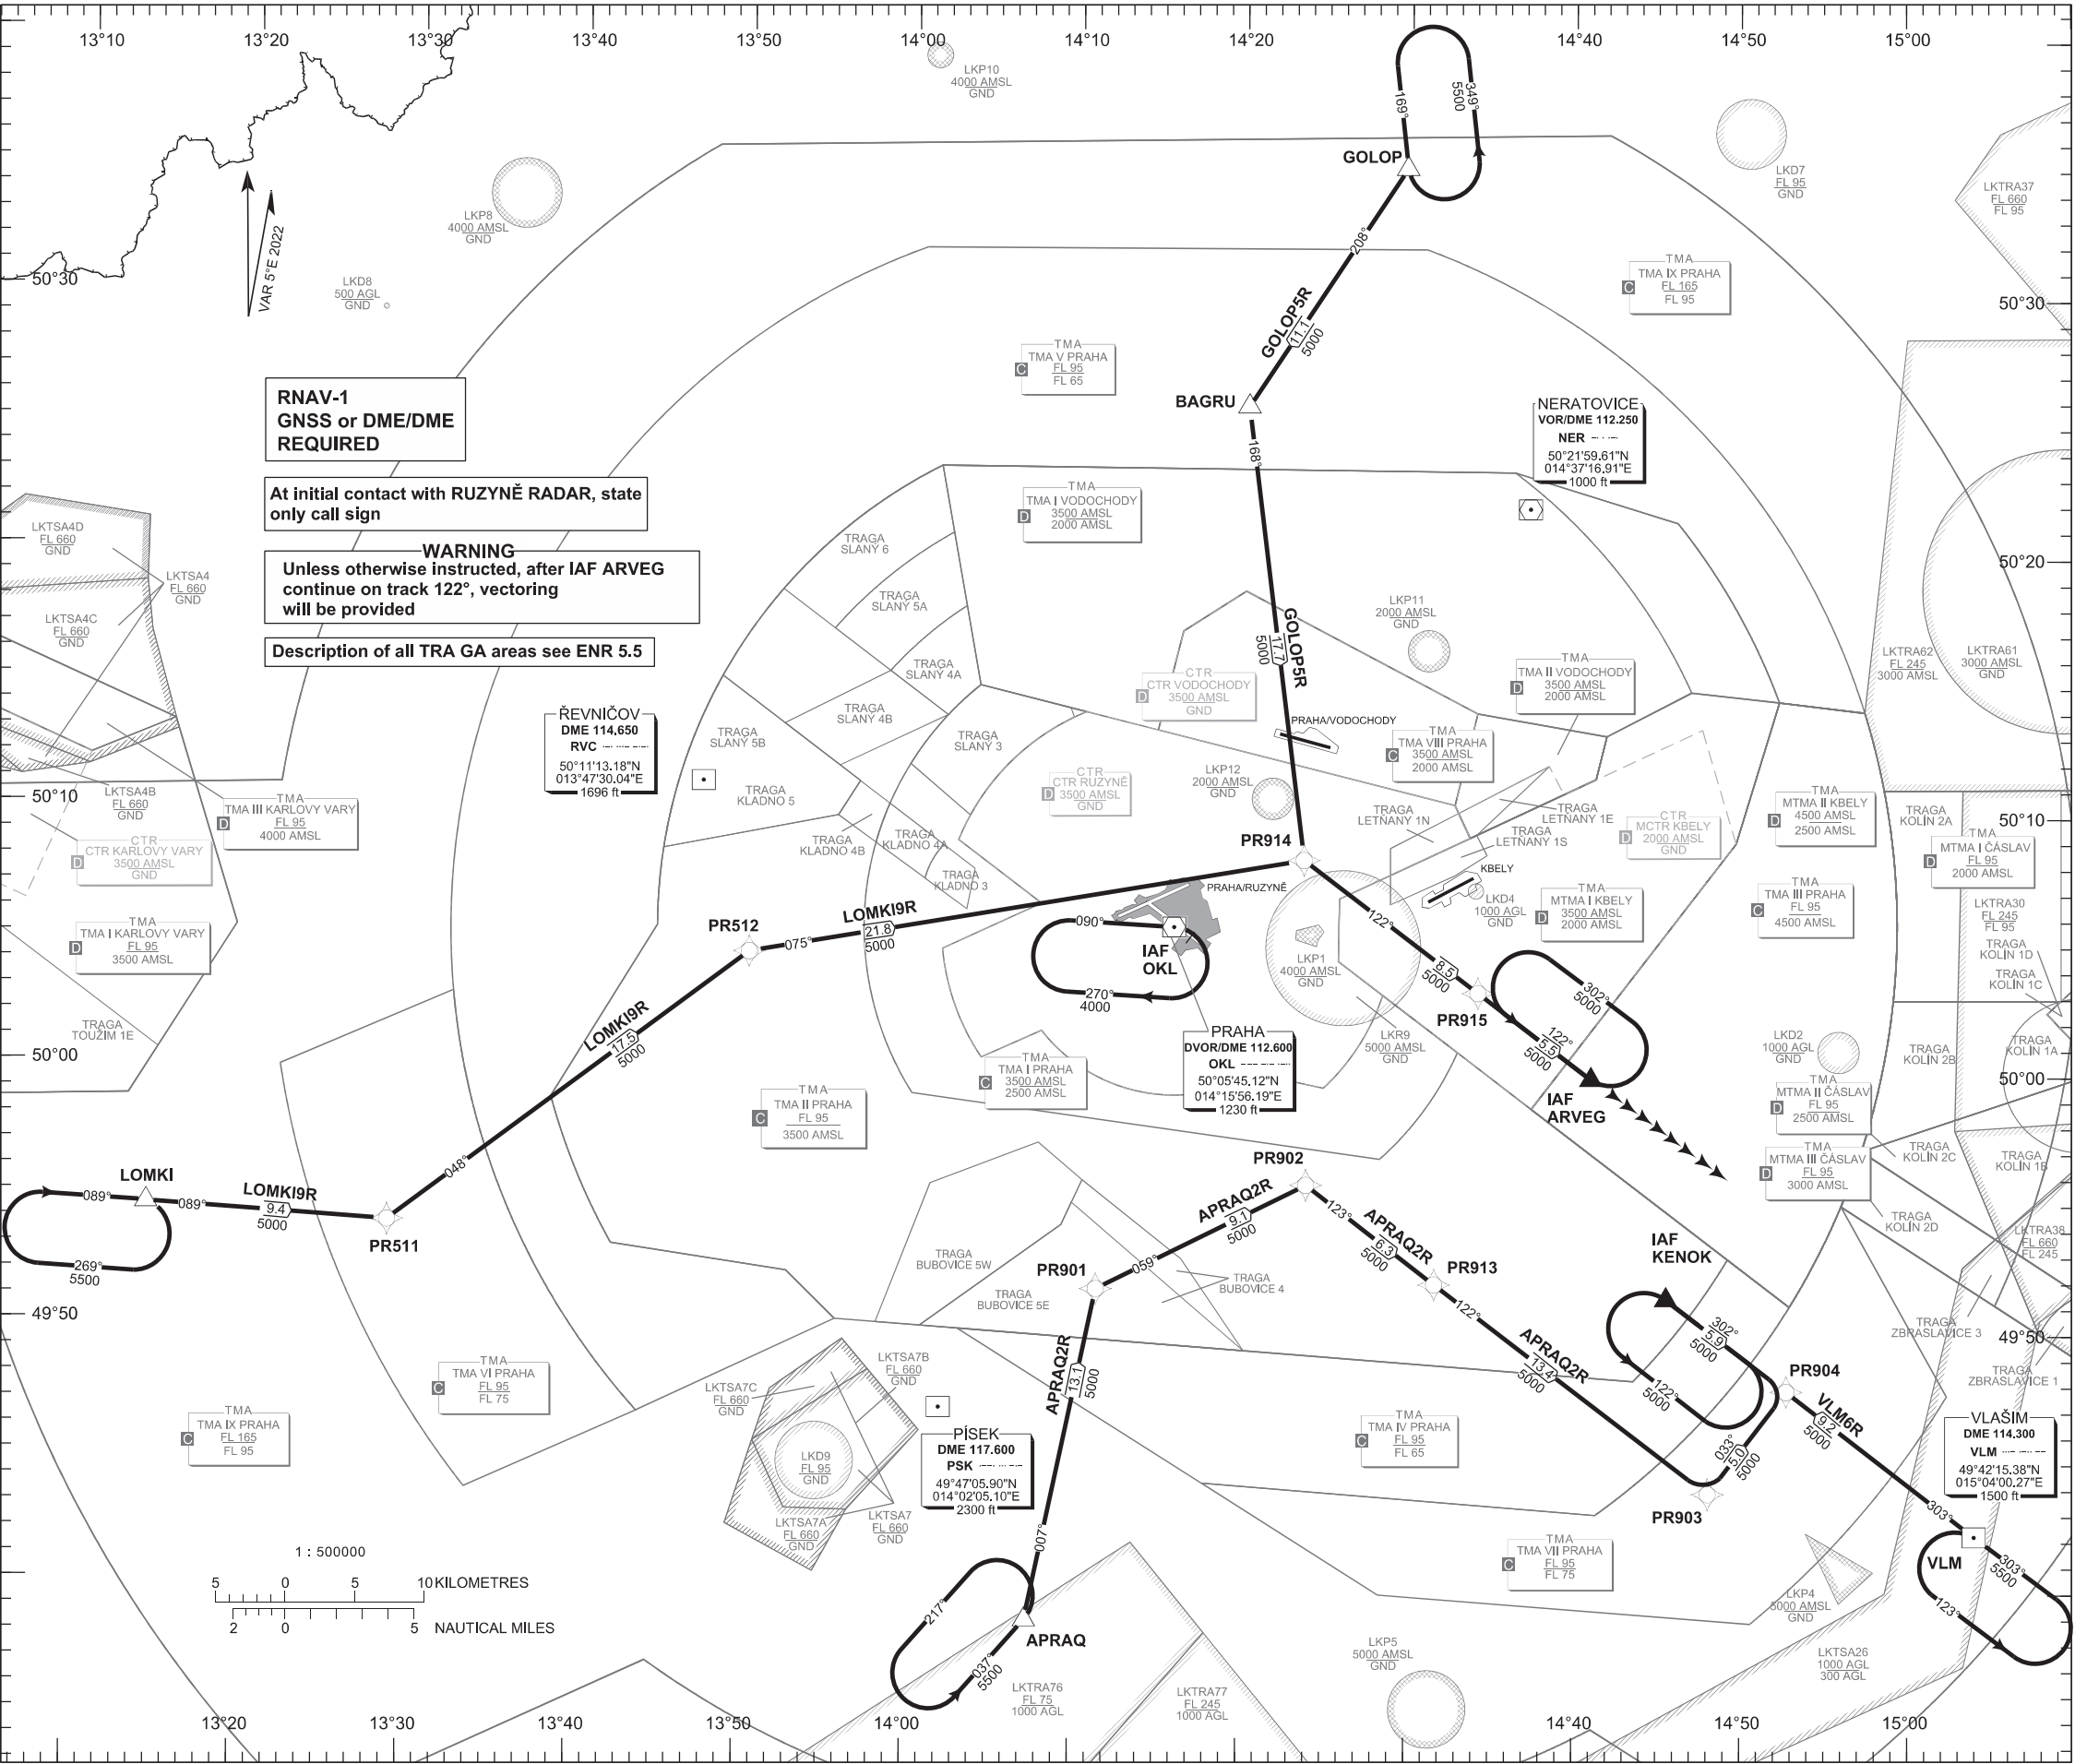 13°10'
13°20'
13°30'
13°40'
13°50'
14°00'
14°10'
14°20'
14°40'
14°50'
15°00'
LKP10
4000 AMSL
GND
169°
349°
5500
GOLOP
LKD7
FL 95
GND
LKTRA37
FL 660
FL 95
LKP8
4000 AMSL
GND
VAR 5°E 2022
50°30'
LKD8
500 AGL
GND
208°
TMA
TMA IX PRAHA
C
FL 165
FL 95
50°30'
GOLOP5R
11.1
5000
TMA
TMA V PRAHA
C
FL 95
FL 65
RNAV-1
GNSS or DME/DME
REQUIRED
BAGRU
168°
NERATOVICE
VOR/DME 112.250
NER
50°21'59.61"N
014°37'16.91"E
1000 ft
At initial contact with RUZYNĚ RADAR, state
only call sign
TMA
TMA I VODOCHODY
D
3500 AMSL
2000 AMSL
WARNING
Unless otherwise instructed, after IAF ARVEG
continue on track 122°, vectoring
will be provided
Description of all TRA GA areas see ENR 5.5
LKTSA4D
FL 660
GND
LKTSA4
FL 660
GND
LKTSA4C
FL 660
GND
TRAGA
SLANÝ 6
TRAGA
SLANÝ 5A
TRAGA
SLANÝ 4A
TRAGA
SLANÝ 4B
TRAGA
SLANÝ 5B
TRAGA
SLANÝ 3
50°20'
LKP11
2000 AMSL
GND
GOLOP5R
17.7
5000
LKTRA62
FL 245
3000 AMSL
LKTRA61
3000 AMSL
GND
CTR
CTR VODOCHODY
D
3500 AMSL
GND
TMA
TMA II VODOCHODY
D
3500 AMSL
2000 AMSL
PRAHA/VODOCHODY
TMA
TMA VIII PRAHA
C
3500 AMSL
2000 AMSL
ŘEVNIČOV
DME 114,650
RVC
50°11'13.18"N
013°47'30.04"E
1696 ft
TRAGA
KLADNO 5
CTR
CTR RUZYNĚ
D
3500 AMSL
GND
LKP12
2000 AMSL
GND
50°10'
LKTSA4B
FL 660
GND
TMA
TMA III KARLOVY VARY
D
FL 95
4000 AMSL
CTR
CTR KARLOVY VARY
D
3500 AMSL
GND
TRAGA
KLADNO 4B
TRAGA
KLADNO 4A
TRAGA
KLADNO 3
TRAGA
LETŇANY 1N
TRAGA
LETŇANY 1E
TRAGA
LETŇANY 1S
CTR
MCTR KBELY
D
2000 AMSL
GND
TMA
MTMA II KBELY
D
4500 AMSL
2500 AMSL
TRAGA
KOLÍN 2A
50°10'
TMA
MTMA I ČÁSLAV
D
FL 95
2000 AMSL
PR914
PRAHA/RUZYNĚ
KBELY
LKD4
1000 AGL
GND
TMA
MTMA I KBELY
D
3500 AMSL
2000 AMSL
TMA
TMA III PRAHA
C
FL 95
4500 AMSL
LKTRA30
FL 245
FL 95
TRAGA
KOLÍN 1D
TRAGA
KOLÍN 1C
TMA
TMA I KARLOVY VARY
D
FL 95
3500 AMSL
PR512
075°
LOMKI9R
21.8
5000
090°
IAF
OKL
270°
4000
122°
LKP1
4000 AMSL
GND
8.5
5000
PR915
302°
5000
122°
5.5
5000
TRAGA
TOUŽIM 1E
LOMKI9R
17.5
5000
PRAHA
DVOR/DME 112.600
OKL
50°05'45.12"N
014°15'56.19"E
1230 ft
LKR9
5000 AMSL
GND
LKD2
1000 AGL
GND
TRAGA
KOLÍN 2B
TRAGA
KOLÍN 1A
50°00'
50°00'
TMA
TMA I PRAHA
C
3500 AMSL
2500 AMSL
TMA
TMA II PRAHA
C
FL 95
3500 AMSL
IAF
ARVEG
TMA
MTMA II ČÁSLAV
D
FL 95
2500 AMSL
TMA
MTMA III ČÁSLAV
D
FL 95
3000 AMSL
TRAGA
KOLÍN 2C
TRAGA
KOLÍN 1B
TRAGA
KOLÍN 2D
LKTRA38
FL 660
FL 245
LOMKI
089°
089°
LOMKI9R
9.4
5000
048°
PR511
269°
5500
PR902
APRAQ2R
9.1
5000
059°
123°
APRAQ2R
6.3
5000
PR913
PR901
TRAGA
BUBOVICE 5W
TRAGA
BUBOVICE 5E
TRAGA
BUBOVICE 4
IAF
KENOK
49°50'
49°50'
302°
5.9
5000
122°
5000
122°
APRAQ2R
13.4
5000
TRAGA
ZBRASLAVICE 3
TRAGA
ZBRASLAVICE 1
PR904
VLM6R
9.2
5000
APRAQ2R
13.1
5000
LKTSA7B
FL 660
GND
LKTSA7C
FL 660
GND
TMA
TMA VI PRAHA
C
FL 95
FL 75
TMA
TMA IX PRAHA
C
FL 165
FL 95
LKD9
FL 95
GND
PÍSEK
DME 117.600
PSK
49°47'05.90"N
014°02'05.10"E
2300 ft
TMA
TMA IV PRAHA
C
FL 95
FL 65
033°
5.0
5000
VLAŠIM
DME 114.300
VLM
49°42'15.38"N
015°04'00.27"E
1500 ft
LKTSA7A
FL 660
GND
LKTSA7
FL 660
GND
007°
PR903
303°
VLM
303°
5500
123°
TMA
TMA VII PRAHA
C
FL 95
FL 75
LKP4
5000 AMSL
GND
1 : 500000
5
0
5
10
KILOMETRES
2
0
5
NAUTICAL MILES
217°
037°
5500
APRAQ
LKP5
5000 AMSL
GND
LKTSA26
1000 AGL
300 AGL
LKTRA76
FL 75
1000 AGL
LKTRA77
FL 245
1000 AGL
13°20'
13°30'
13°40'
13°50'
14°00'
14°40'
14°50'
15°00'